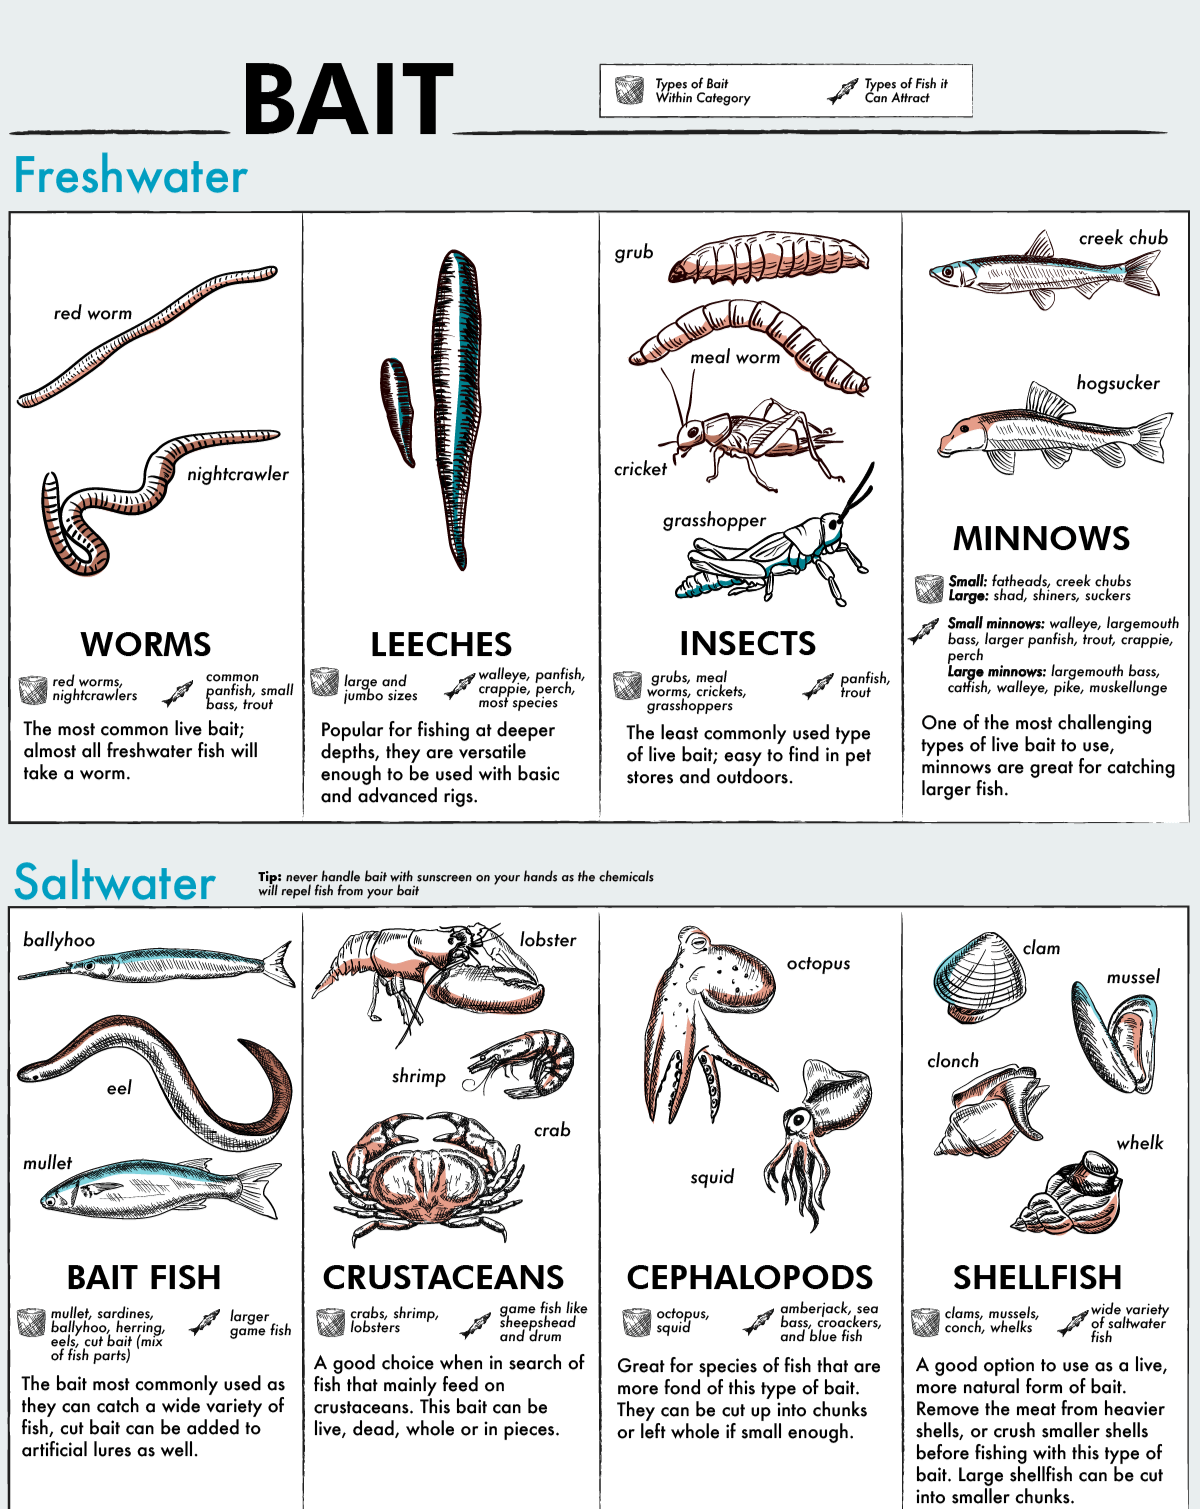 BAIT
Types of Bait
Within Category
Types of Fish it
Can Attract
Freshwater
red worm
nightcrawler
WORMS
red worms,
nightcrawlers
common
panfish, small
bass, trout
The most common live bait;
almost all freshwater fish will
take a worm.
LEECHES
large and
jumbo sizes
walleye, panfish,
crappie, perch,
most species
Popular for fishing at deeper
depths, they are versatile
enough to be used with basic
and advanced rigs.
grub
meal worm
cricket
grasshopper
INSECTS
grubs, meal
worms, crickets,
grasshoppers
panfish,
trout
The least commonly used type
of live bait; easy to find in pet
stores and outdoors.
creek chub
hogsucker
MINNOWS
Small: fatheads, creek chubs
Large: shad, shiners, suckers
Small minnows: walleye, largemouth
bass, larger panfish, trout, crappie,
perch
Large minnows: largemouth bass,
catfish, walleye, pike, muskellunge
One of the most challenging
types of live bait to use,
minnows are great for catching
larger fish.
Saltwater
Tip: never handle bait with sunscreen on your hands as the chemicals
will repel fish from your bait
ballyhoo
eel
mullet
BAIT FISH
mullet, sardines,
ballyhoo, herring,
eels, cut bait (mix
of fish parts)
larger
game fish
The bait most commonly used as
they can catch a wide variety of
fish, cut bait can be added to
artificial lures as well.
lobster
shrimp
crab
CRUSTACEANS
crabs, shrimp,
lobsters
game fish like
sheepshead
and drum
A good choice when in search of
fish that mainly feed on
crustaceans. This bait can be
live, dead, whole or in pieces.
octopus
squid
CEPHALOPODS
octopus,
squid
amberjack, sea
bass, croackers,
and blue fish
Great for species of fish that are
more fond of this type of bait.
They can be cut up into chunks
or left whole if small enough.
clam
mussel
clonch
whelk
SHELLFISH
clams, mussels,
conch, whelks
wide variety
of saltwater
fish
A good option to use as a live,
more natural form of bait.
Remove the meat from heavier
shells, or crush smaller shells
before fishing with this type of
bait. Large shellfish can be cut
into smaller chunks.